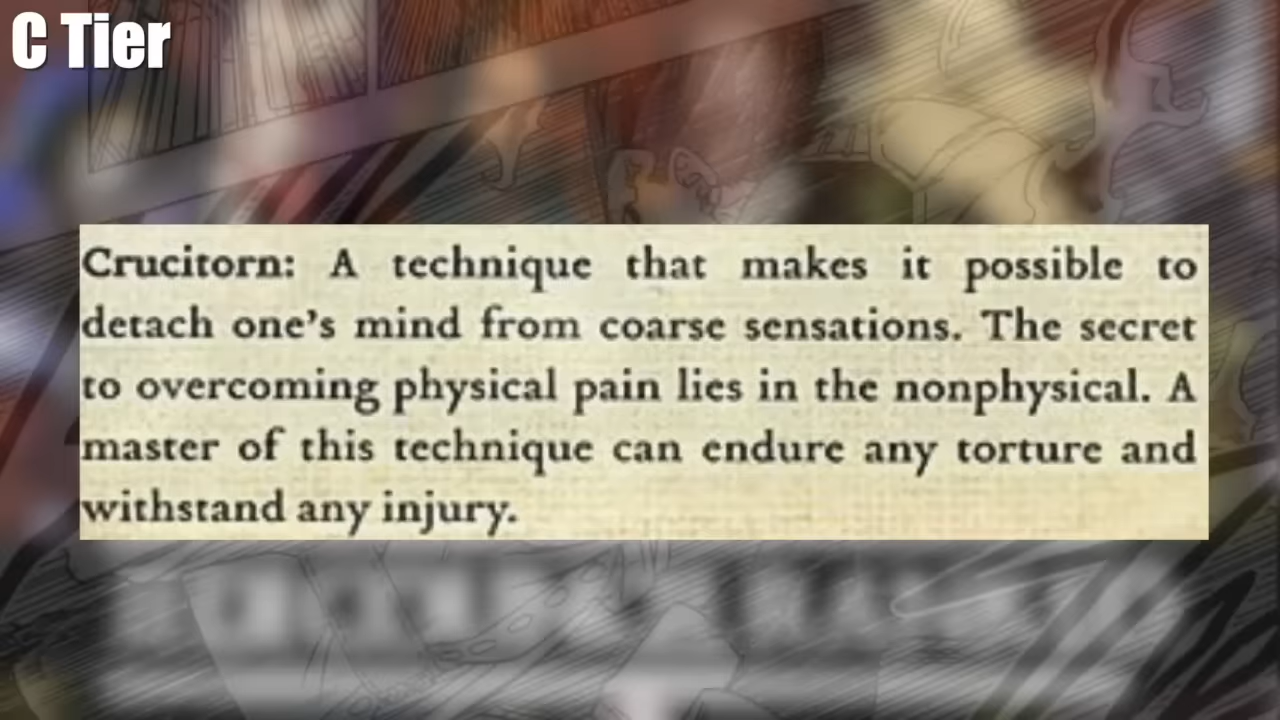 C Tier
Crucitorn: A technique that makes it possible to
detach one's mind from coarse sensations. The secret
to overcoming physical pain lies in the nonphysical. A
master of this technique can endure any torture and
withstand any injury.